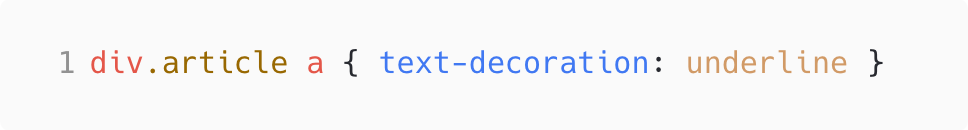 1 div.article a { text-decoration: underline }